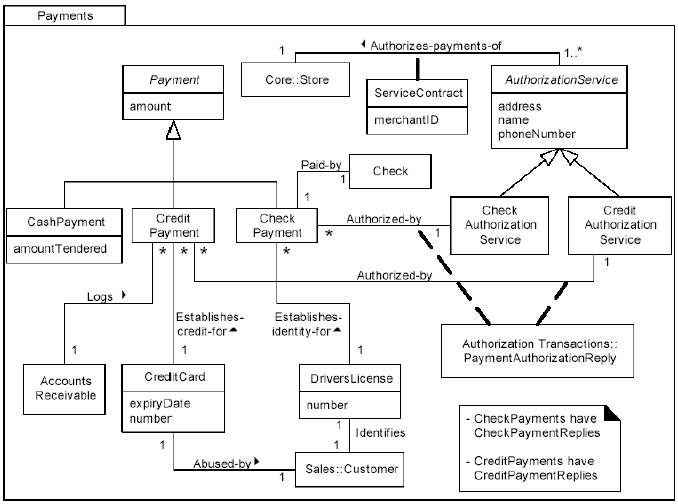 Payments
Authorizes-payments-of
1
1..*
Payment
amount
Core::Store
ServiceContract
merchantID
AuthorizationService
address
name
phoneNumber
Paid-by
1
1
Check
CashPayment
amountTendered
Credit
Payment
Check
Payment
Authorized-by
*
1
Check
Authorization
Service
Credit
Authorization
Service
*
*
*
*
Authorized-by
1
Logs
Establishes-
credit-for
Establishes-
identity-for
1
1
1
Authorization Transactions::
PaymentAuthorizationReply
Accounts
Receivable
CreditCard
expiryDate
number
DriversLicense
number
1
Identifies
1
1
Abused-by
1
Sales::Customer
- CheckPayments have
CheckPaymentReplies
- CreditPayments have
CreditPaymentReplies